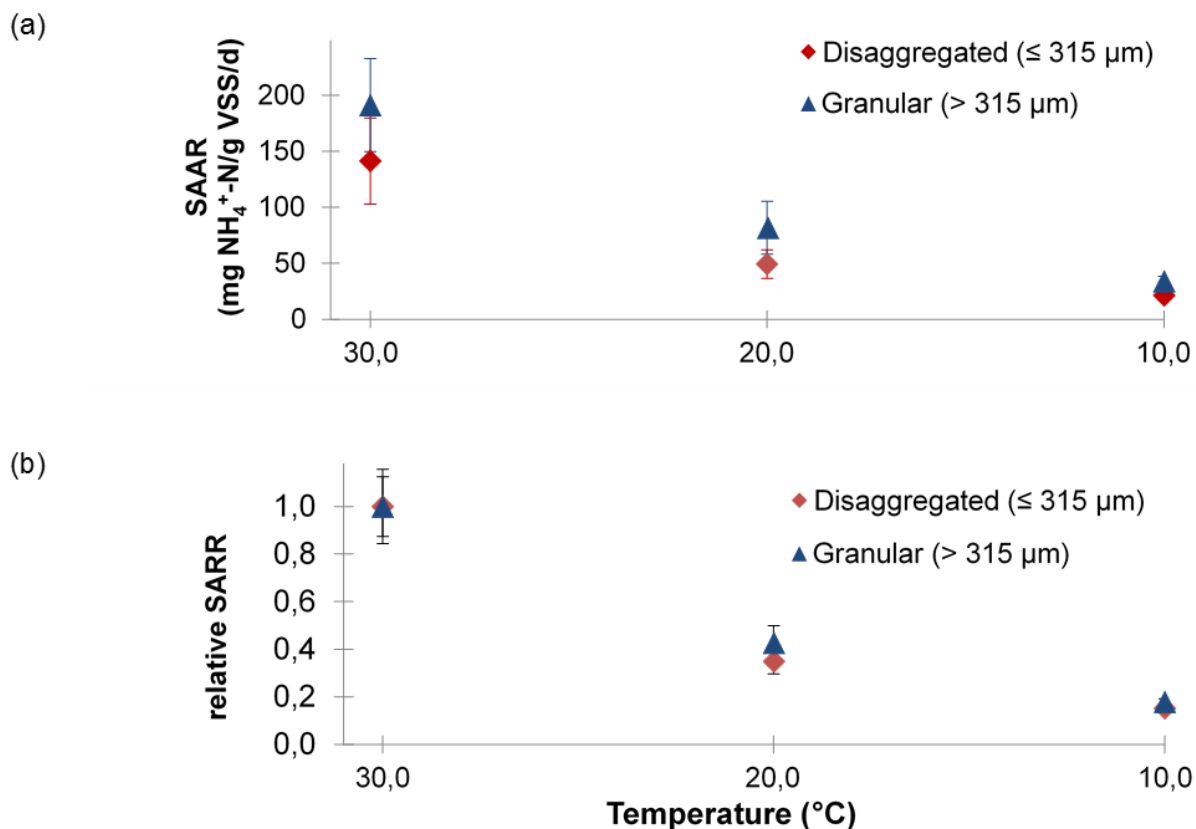 (a)
SAAR
(mg NH₄⁺-N/g VSS/d)
200
150
100
50
0
30,0
20,0
10,0
Disaggregated (≤ 315 µm)
Granular (> 315 µm)
(b)
relative SARR
1,0
0,8
0,6
0,4
0,2
0,0
30,0
20,0
10,0
Disaggregated (≤ 315 µm)
Granular (> 315 µm)
Temperature (°C)